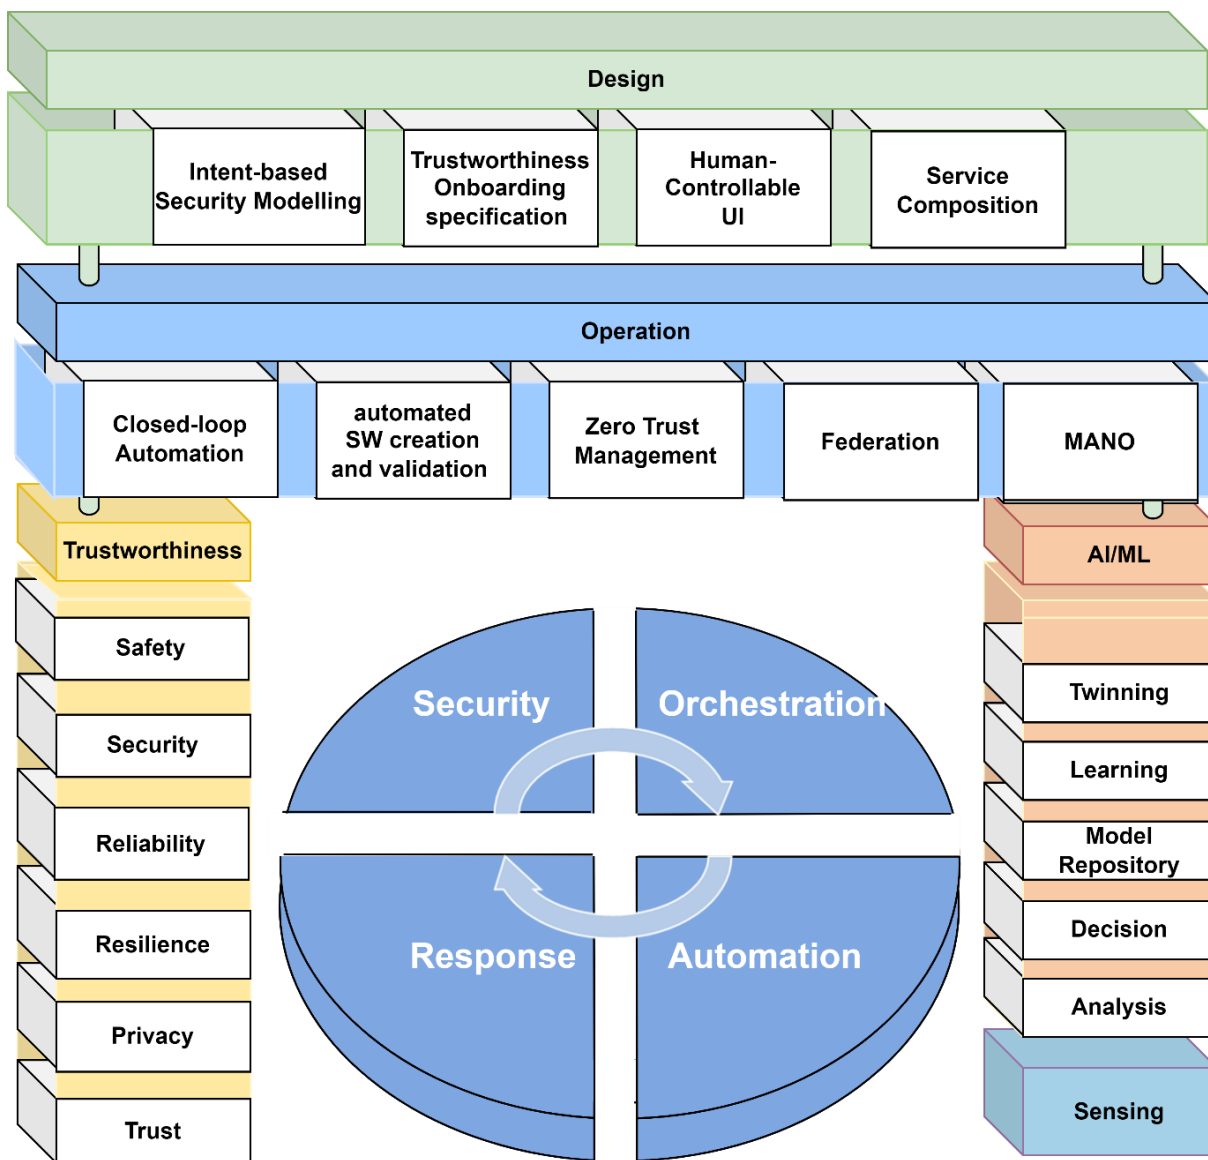 Design
Intent-based
Security Modelling
Trustworthiness
Onboarding
specification
Human-
Controllable
UI
Service
Composition
Operation
Closed-loop
Automation
automated
SW creation
and validation
Zero Trust
Management
Federation
MANO
Trustworthiness
Safety
Security
Reliability
Resilience
Privacy
Trust
Security
Orchestration
Response
Automation
AI/ML
Twinning
Learning
Model
Repository
Decision
Analysis
Sensing